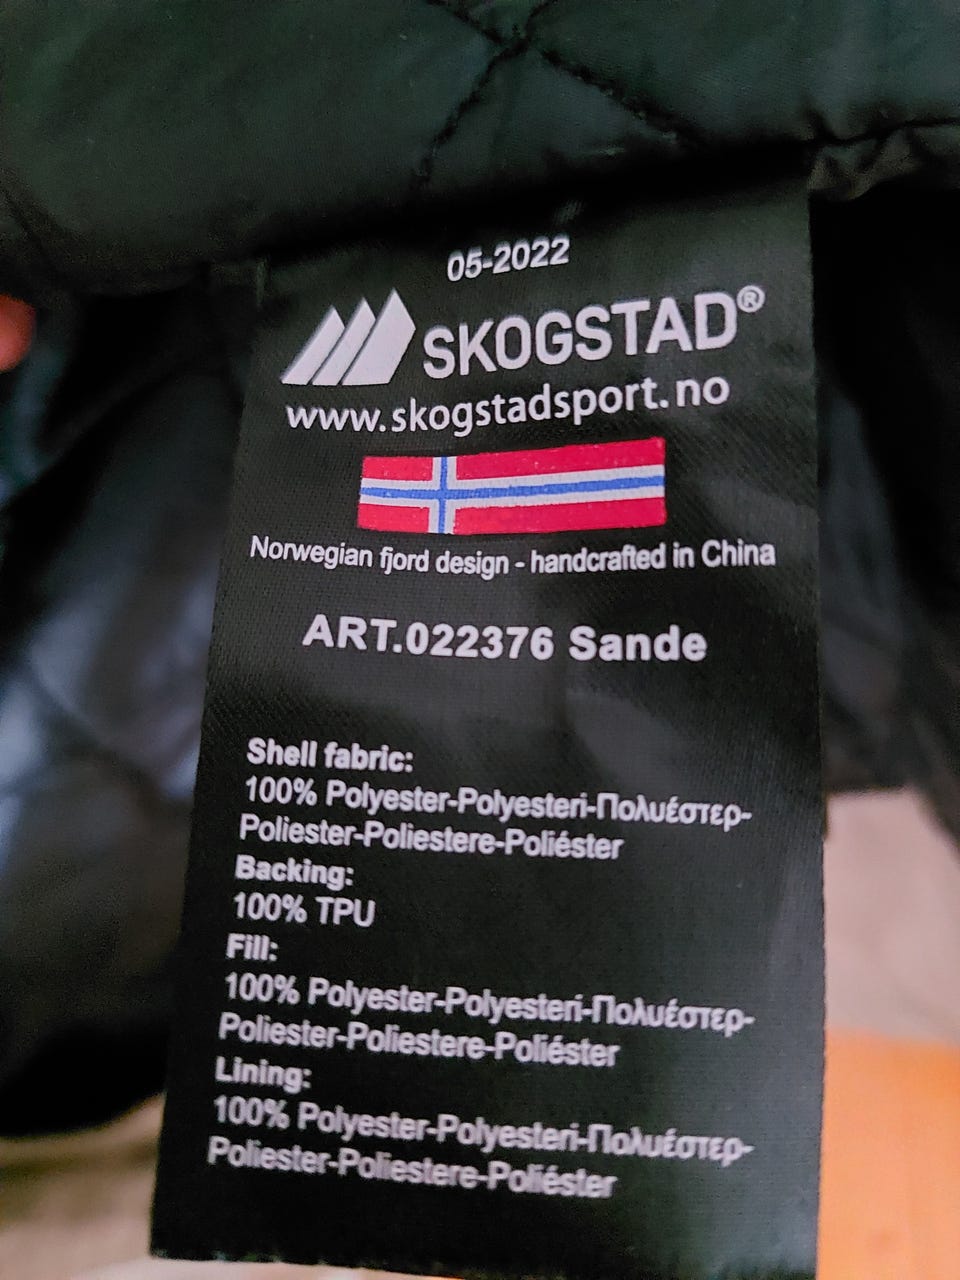 05-2022
SKOGSTAD®
www.skogstadsport.no
Norwegian fjord design - handcrafted in China
ART.022376 Sande
Shell fabric:
100% Polyester-Polyesteri-Πολυέστερ-
Poliester-Poliestere-Poliéster
Backing:
100% TPU
Fill:
100% Polyester-Polyesteri-Πολυέστερ-
Poliester-Poliestere-Poliéster
Lining:
100% Polyester-Polyesteri-Πολυέστερ-
Poliester-Poliestere-Poliéster